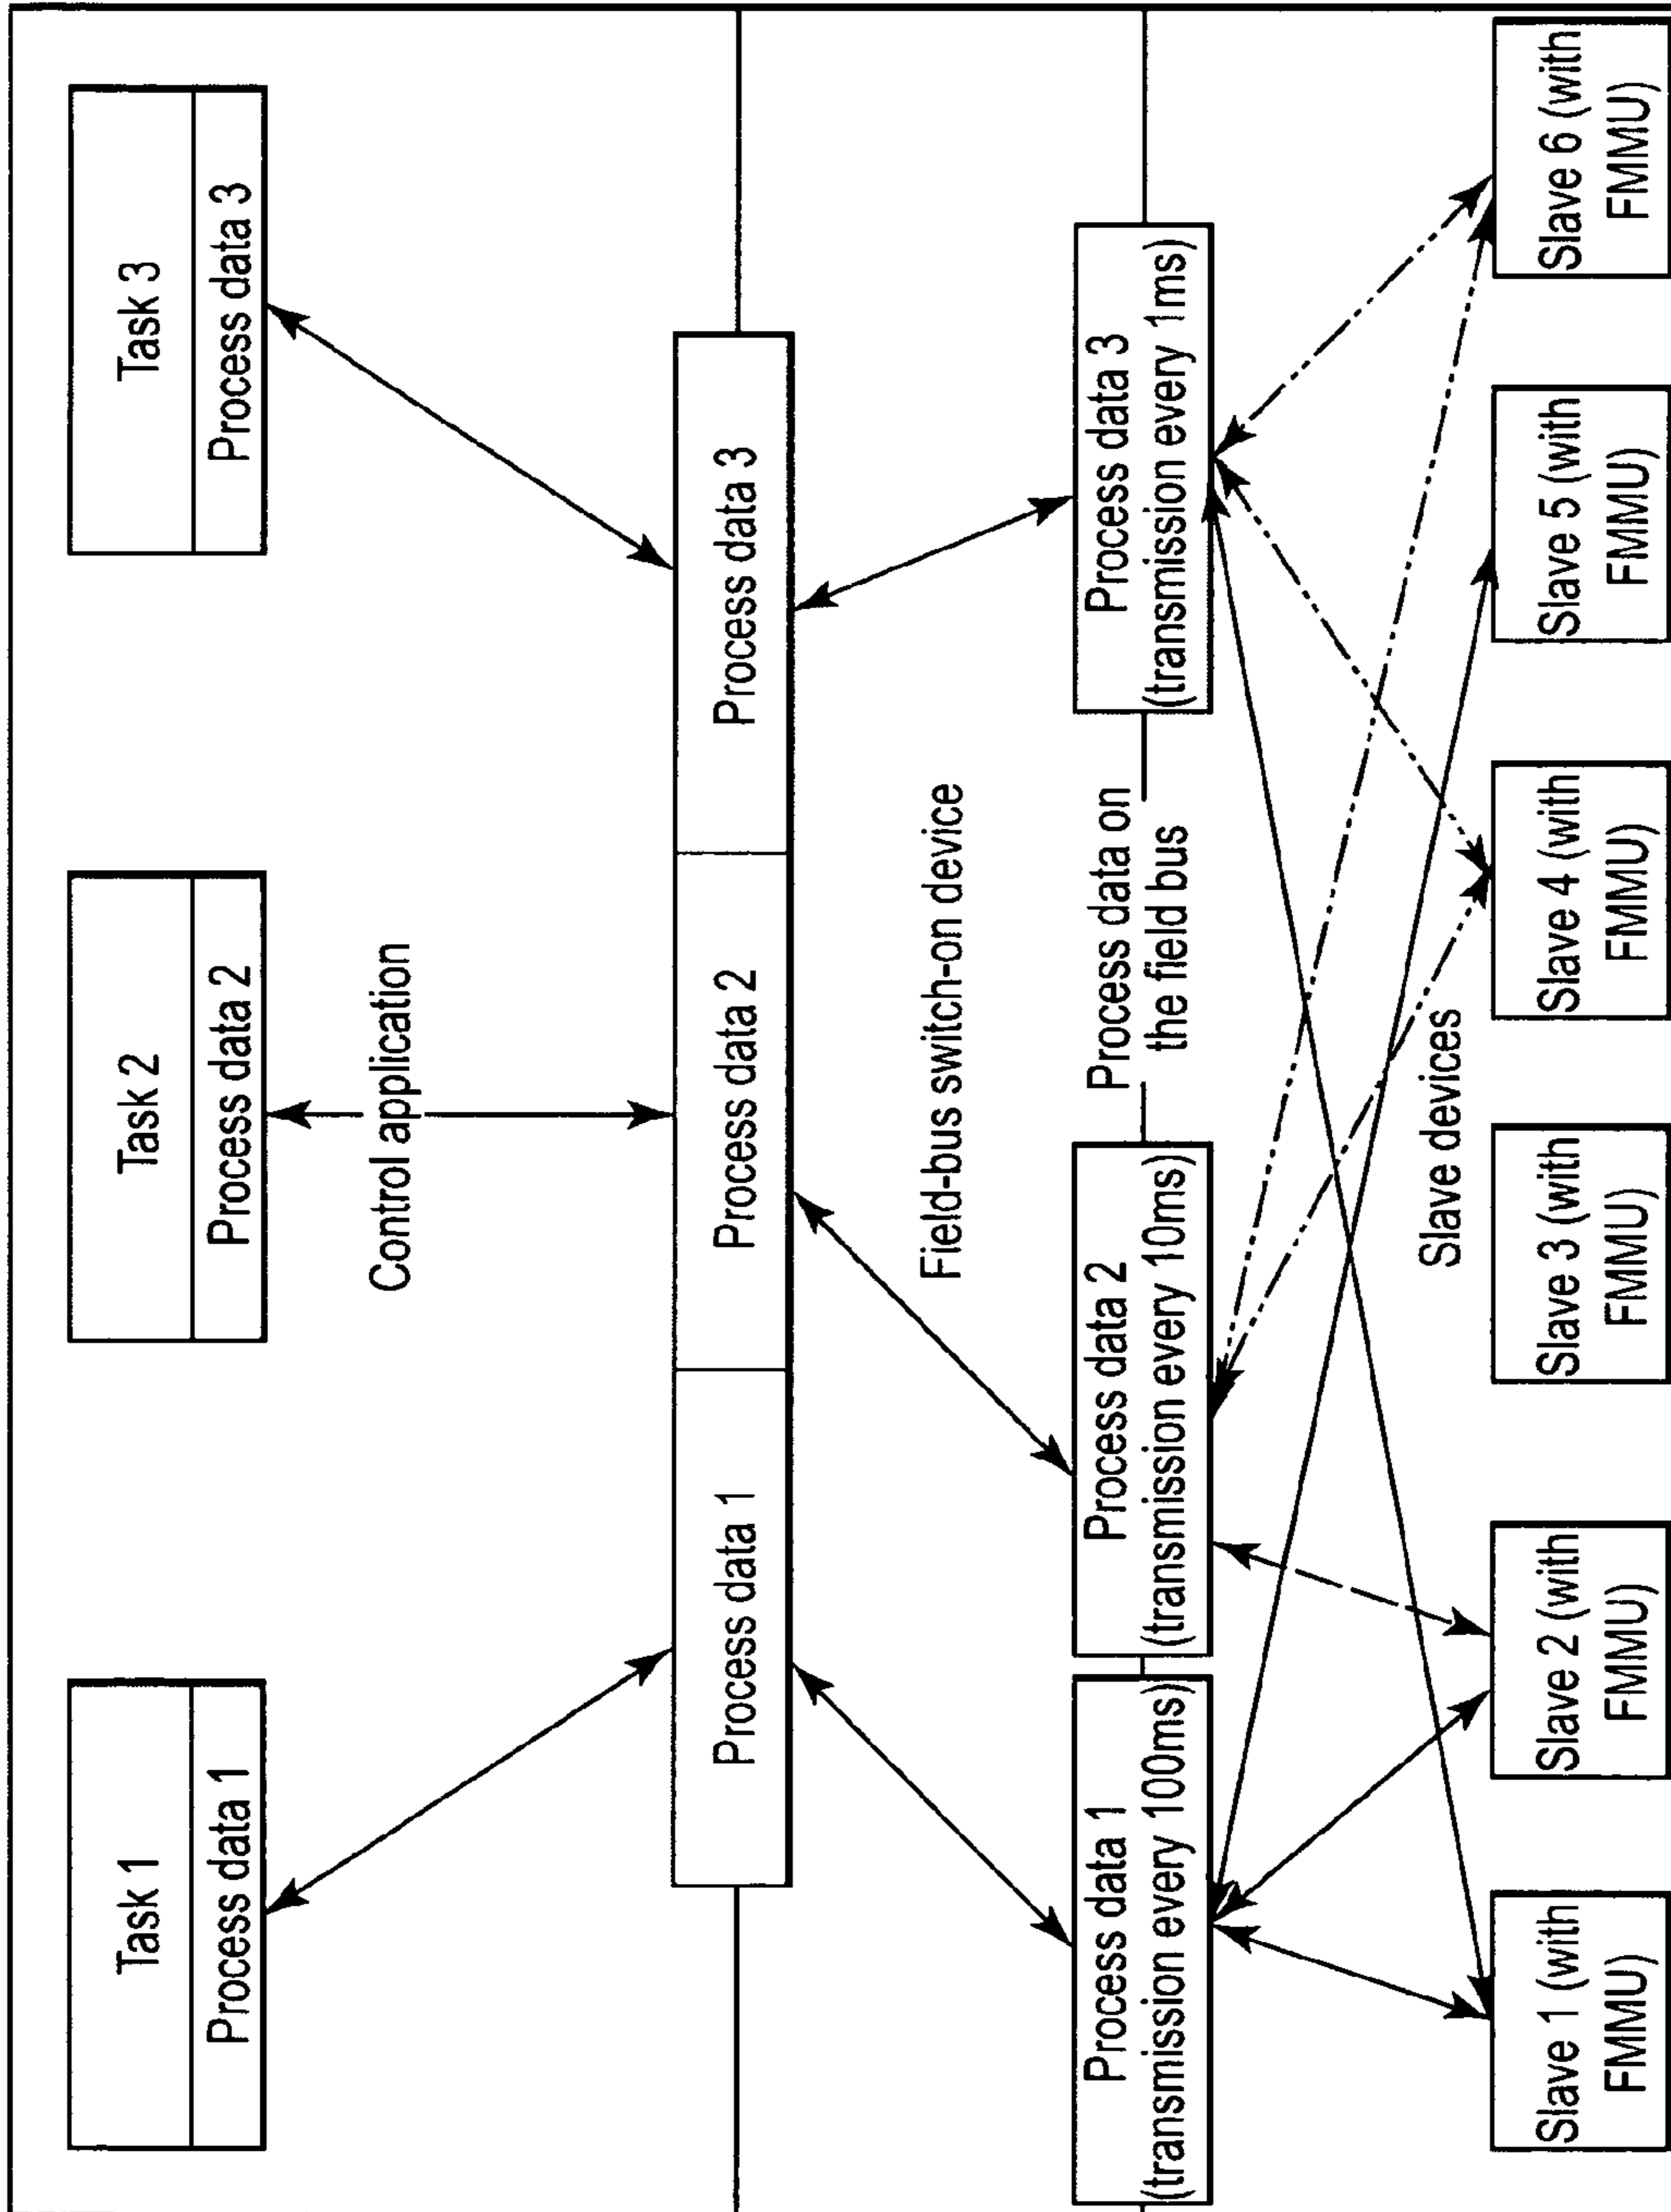 Task 1
Process data 1
Task 2
Process data 2
Task 3
Process data 3
Control application
Process data 1
Process data 2
Process data 3
Field-bus switch-on device
Process data 1
(transmission every 100ms)
Process data 2
(transmission every 10ms)
Process data on
the field bus
Process data 3
(transmission every 1ms)
Slave devices
Slave 1 (with
FMMU)
Slave 2 (with
FMMU)
Slave 3 (with
FMMU)
Slave 4 (with
FMMU)
Slave 5 (with
FMMU)
Slave 6 (with
FMMU)